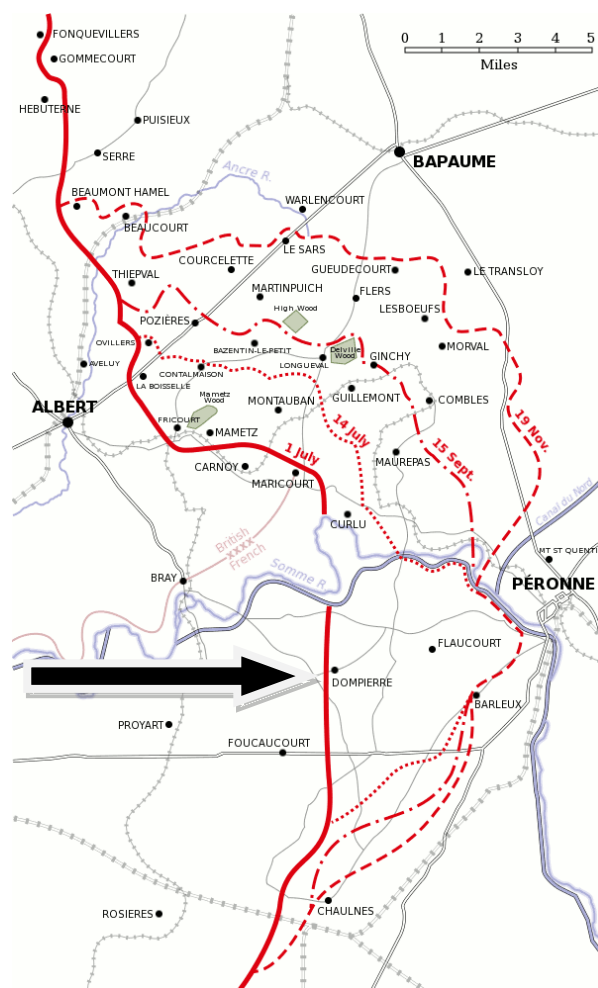 FONQUEVILLERS
GOMMECOURT
0 1 2 3 4 5
Miles
HEBUTERNE
PUISIEUX
SERRE
BAPAUME
Ancre R.
BEAUMONT HAMEL
WARLENCOURT
BEAUCOURT
LE SARS
COURCELETTE
GUEUDECOURT
LE TRANSLOY
THIEPVAL
MARTINPUICH
FLERS
High Wood
LESBOEUFS
POZIÈRES
OVILLERS
BAZENTIN-LE-PETIT
Delville
Wood
MORVAL
AVELUY
CONTALMAISON
LONGUEVAL
GINCHY
LA BOISSELLE
Mametz
Wood
GUILLEMONT
COMBLES
ALBERT
MONTAUBAN
FRICOURT
MAMETZ
14 July
19 Nov.
1 July
15 Sept.
CARNOY
MARICOURT
MAUREPAS
CURLU
Canal du Nord
British
xxxx
French
MT ST QUENTI
Somme R.
BRAY
PÉRONNE
FLAUCOURT
DOMPIERRE
BARLEUX
PROYART
FOUCAUCOURT
CHAULNES
ROSIERES